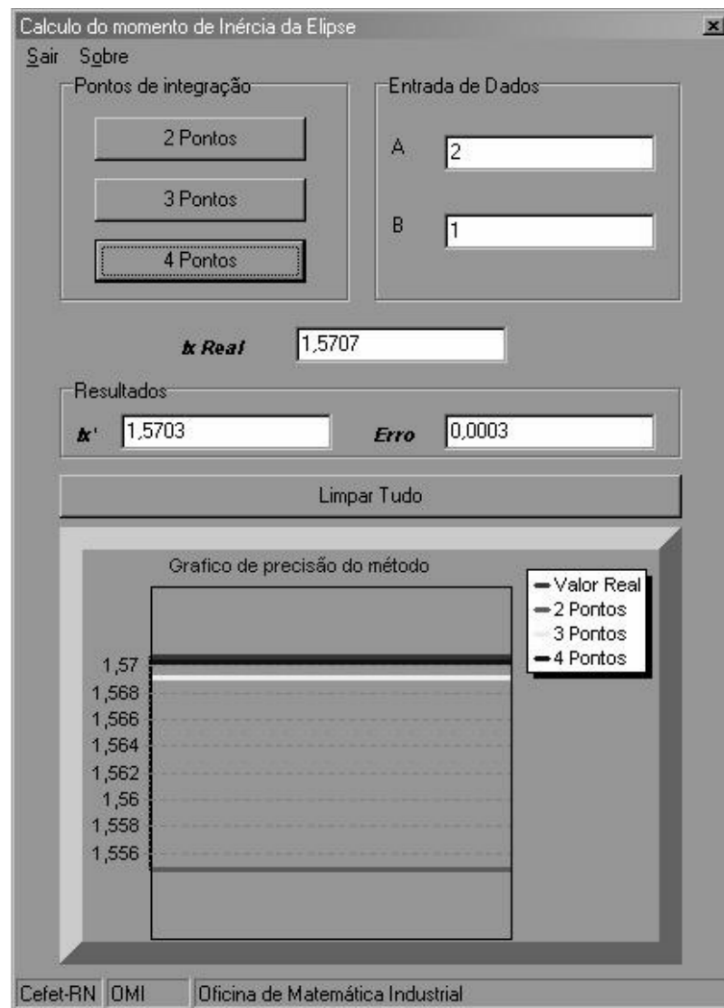 Calculo do momento de Inércia da Elipse
Sair Sobre
Pontos de integração
2 Pontos
3 Pontos
4 Pontos
Entrada de Dados
A 2
B 1
Ix Real 1,5707
Resultados
Ix' 1,5703
Erro 0,0003
Limpar Tudo
Grafico de precisão do método
Valor Real
2 Pontos
3 Pontos
4 Pontos
1,57
1,568
1,566
1,564
1,562
1,56
1,558
1,556
Cefet-RN OMI Oficina de Matemática Industrial